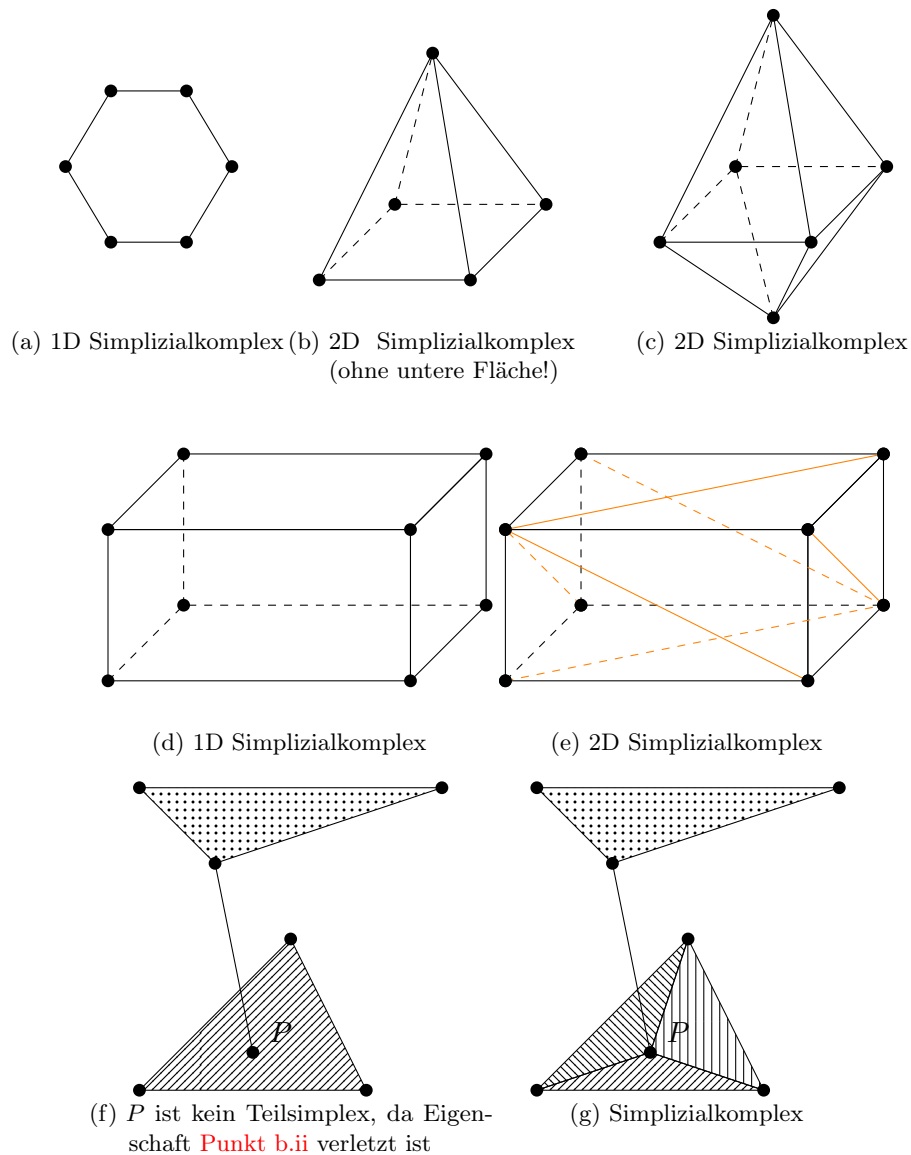 (a) 1D Simplizialkomplex
(b) 2D Simplizialkomplex
(ohne untere Fläche!)
(c) 2D Simplizialkomplex
(d) 1D Simplizialkomplex
(e) 2D Simplizialkomplex
P
P
(f) P ist kein Teilsimplex, da Eigen-
schaft Punkt b.ii verletzt ist
(g) Simplizialkomplex